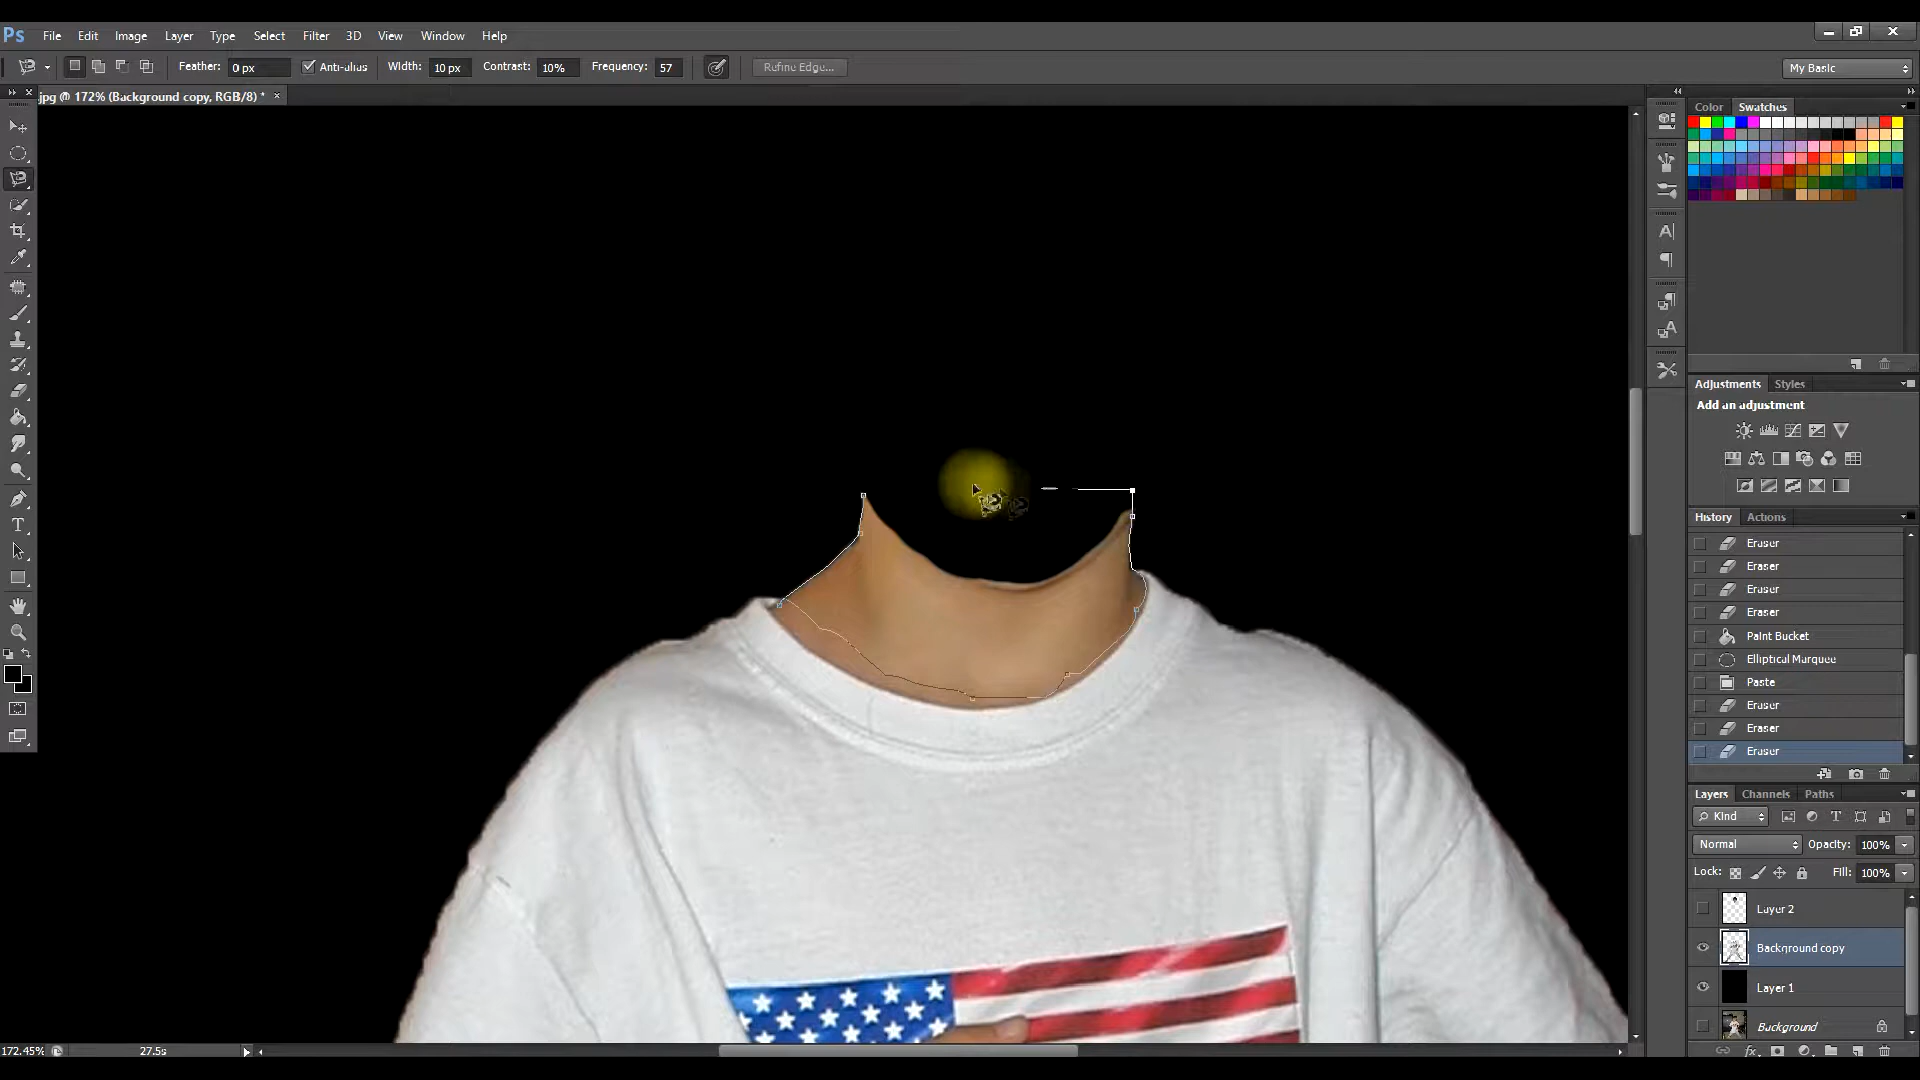 Ps File Edit Image Layer Type Select Filter 3D View Window Help
Feather: 0 px Anti-alias Width: 10 px Contrast: 10% Frequency: 57 Refine Edge... My Basic
.jpg @ 172% (Background copy, RGB/8) *
Color Swatches
Adjustments Styles
Add an adjustment
History Actions
Eraser
Eraser
Eraser
Eraser
Paint Bucket
Elliptical Marquee
Paste
Eraser
Eraser
Eraser
Layers Channels Paths
Kind
Normal Opacity: 100%
Lock: Fill: 100%
Layer 2
Background copy
Layer 1
Background
172.45% 27.5s